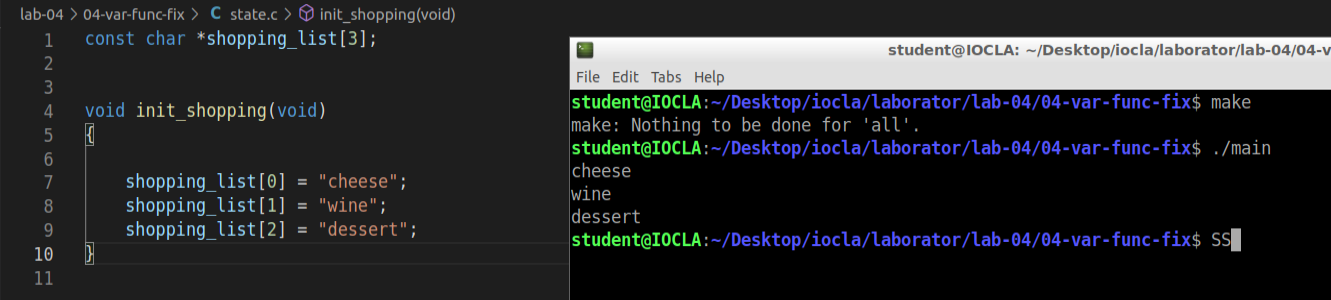 lab-04 > 04-var-func-fix > C state.c > init_shopping(void)
1 const char *shopping_list[3];
2
3
4 void init_shopping(void)
5 {
6
7 shopping_list[0] = "cheese";
8 shopping_list[1] = "wine";
9 shopping_list[2] = "dessert";
10 }
11
student@IOCLA: ~/Desktop/iocla/laborator/lab-04/04-v
File Edit Tabs Help
student@IOCLA:~/Desktop/iocla/laborator/lab-04/04-var-func-fix$ make
make: Nothing to be done for 'all'.
student@IOCLA:~/Desktop/iocla/laborator/lab-04/04-var-func-fix$ ./main
cheese
wine
dessert
student@IOCLA:~/Desktop/iocla/laborator/lab-04/04-var-func-fix$ SS